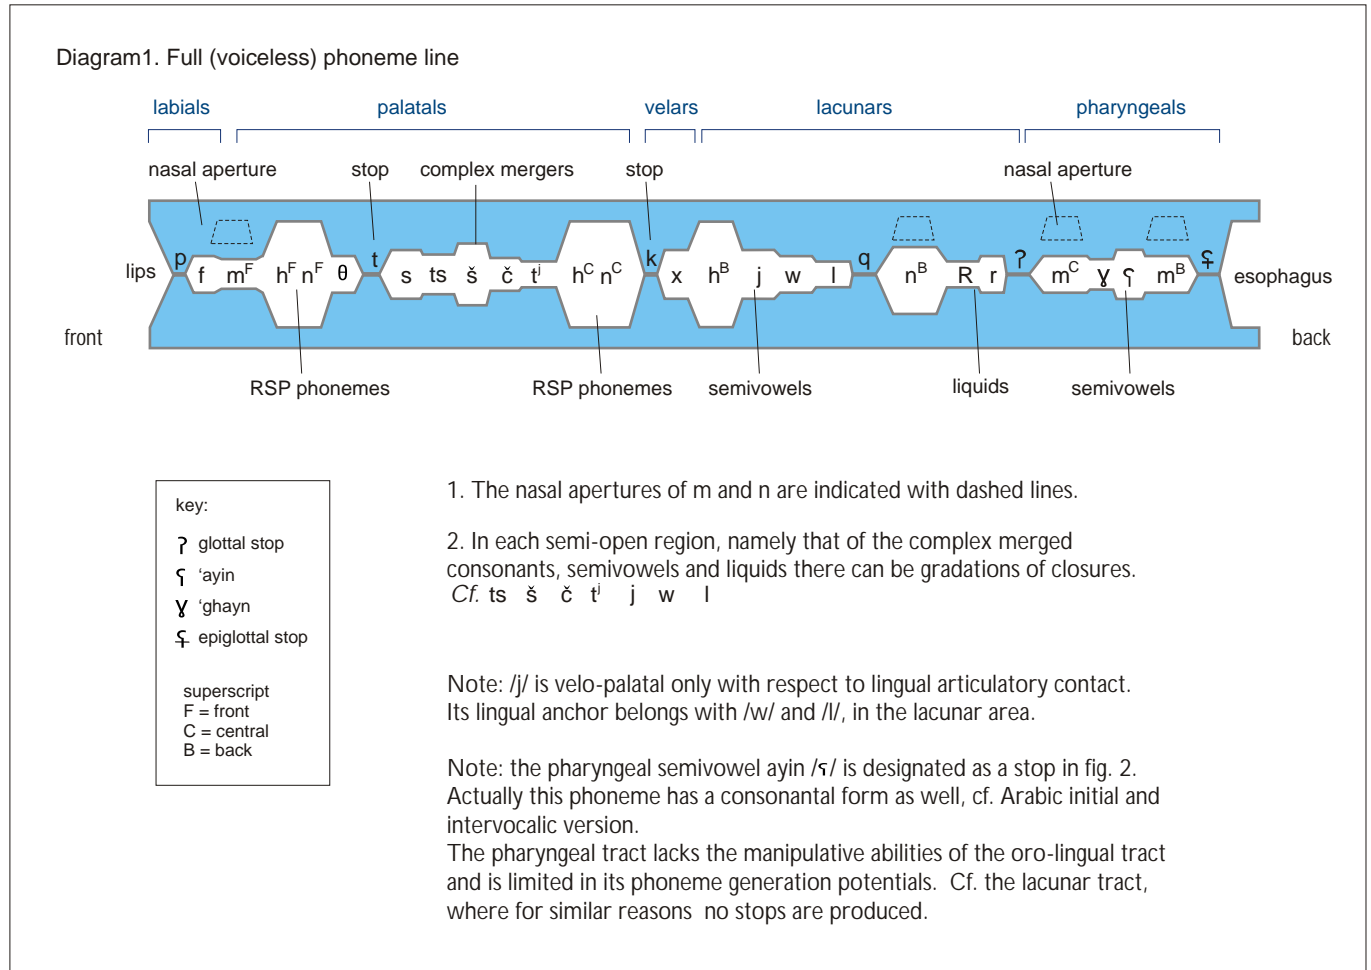 Diagram1. Full (voiceless) phoneme line
labials palatals velars lacunars pharyngeals
nasal aperture stop complex mergers stop nasal aperture
lips p f mF hF nF θ t s ts š č tj hC nC k x hB j w l q nB R r ʔ mC ɣ ʕ mB ʢ esophagus
front back
RSP phonemes RSP phonemes semivowels liquids semivowels
key:
ʔ glottal stop
ʕ ‘ayin
ɣ ‘ghayn
ʢ epiglottal stop
superscript
F = front
C = central
B = back
1. The nasal apertures of m and n are indicated with dashed lines.
2. In each semi-open region, namely that of the complex merged
consonants, semivowels and liquids there can be gradations of closures.
Cf. ts š č tj j w l
Note: /j/ is velo-palatal only with respect to lingual articulatory contact.
Its lingual anchor belongs with /w/ and /l/, in the lacunar area.
Note: the pharyngeal semivowel ayin /ʕ/ is designated as a stop in fig. 2.
Actually this phoneme has a consonantal form as well, cf. Arabic initial and
intervocalic version.
The pharyngeal tract lacks the manipulative abilities of the oro-lingual tract
and is limited in its phoneme generation potentials. Cf. the lacunar tract,
where for similar reasons no stops are produced.